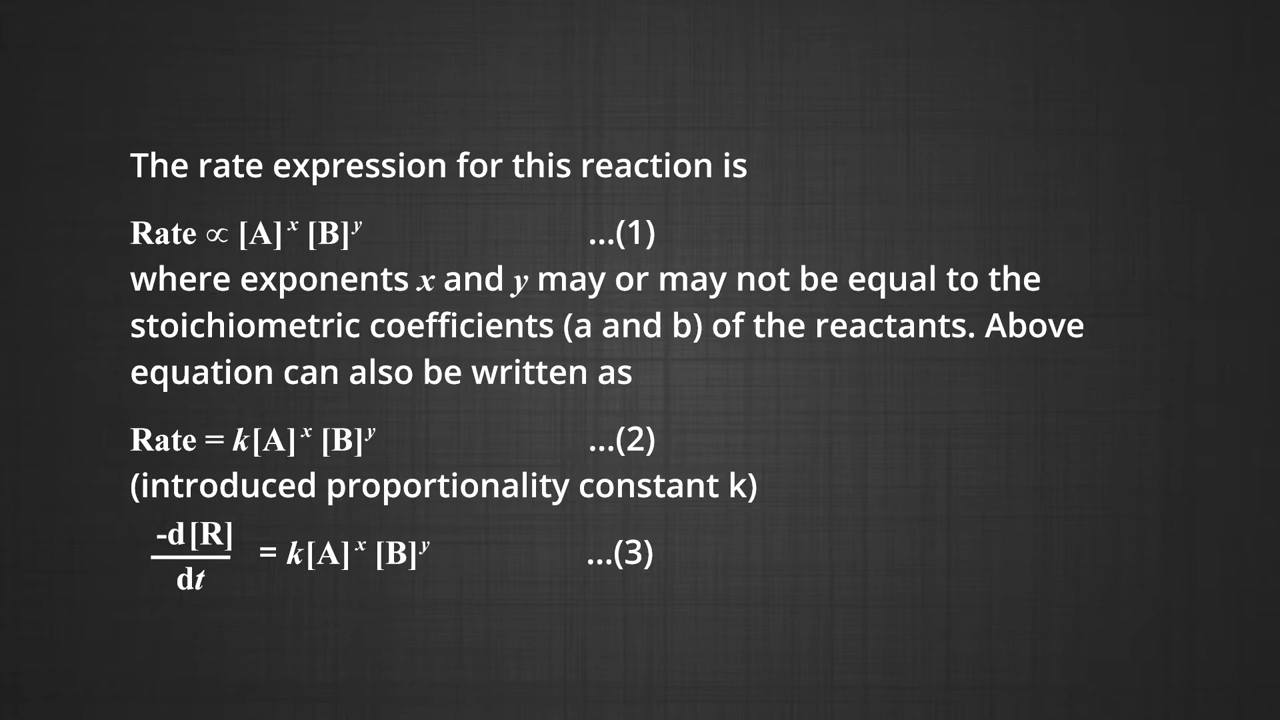 The rate expression for this reaction is
Rate ∝ [A]ˣ [B]ʸ ...(1)
where exponents x and y may or may not be equal to the
stoichiometric coefficients (a and b) of the reactants. Above
equation can also be written as
Rate = k[A]ˣ [B]ʸ ...(2)
(introduced proportionality constant k)
-d[R]
= k[A]ˣ [B]ʸ ...(3)
dt